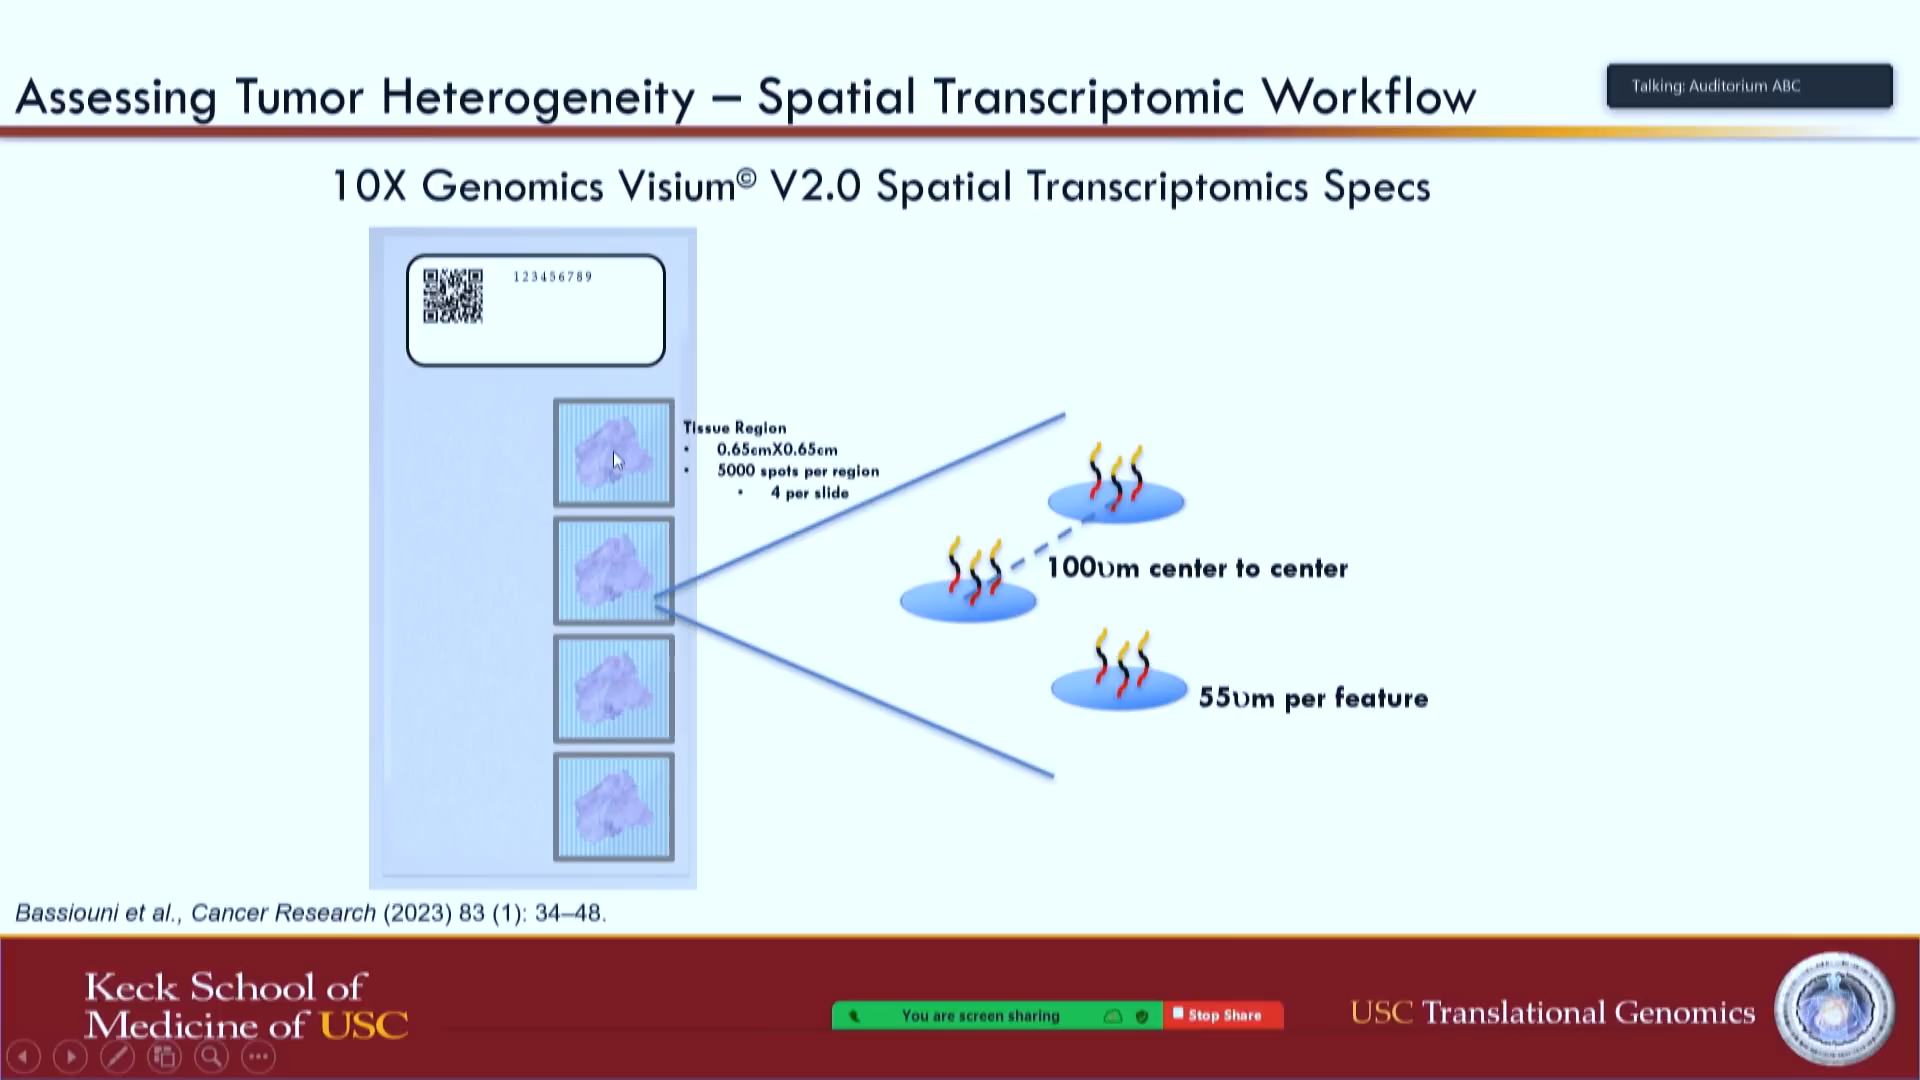 Assessing Tumor Heterogeneity – Spatial Transcriptomic Workflow
Talking: Auditorium ABC
10X Genomics Visium© V2.0 Spatial Transcriptomics Specs
123456789
Tissue Region
• 0.65cmX0.65cm
• 5000 spots per region
• 4 per slide
100υm center to center
55υm per feature
Bassiouni et al., Cancer Research (2023) 83 (1): 34–48.
Keck School of
Medicine of USC
You are screen sharing
Stop Share
USC Translational Genomics